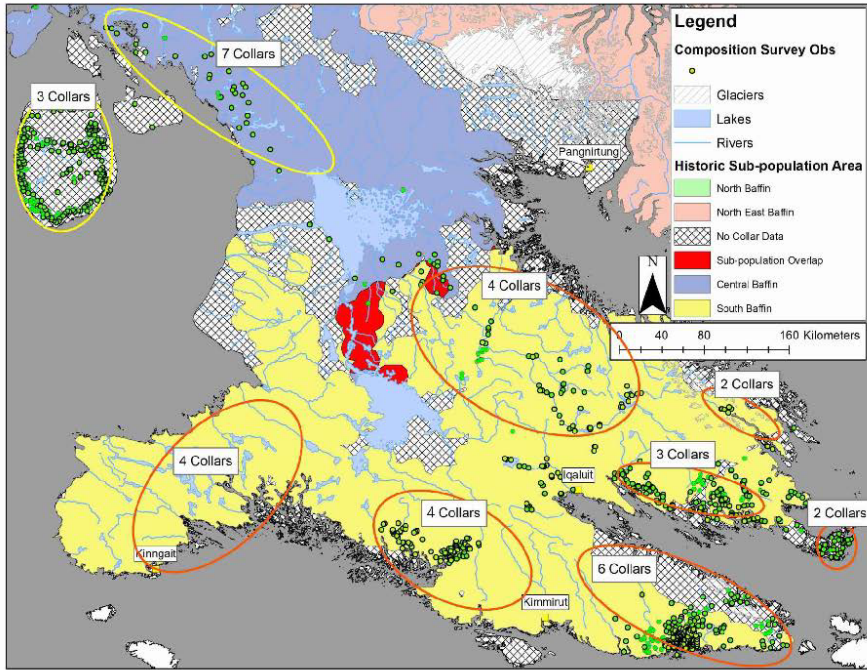 Legend
Composition Survey Obs
Glaciers
Lakes
Rivers
Historic Sub-population Area
North Baffin
North East Baffin
No Collar Data
Sub-population Overlap
Central Baffin
South Baffin
N
0 40 80 160 Kilometers
7 Collars
3 Collars
Pangnirtung
4 Collars
2 Collars
4 Collars
3 Collars
Iqaluit
4 Collars
2 Collars
Kinngait
6 Collars
Kimmirut